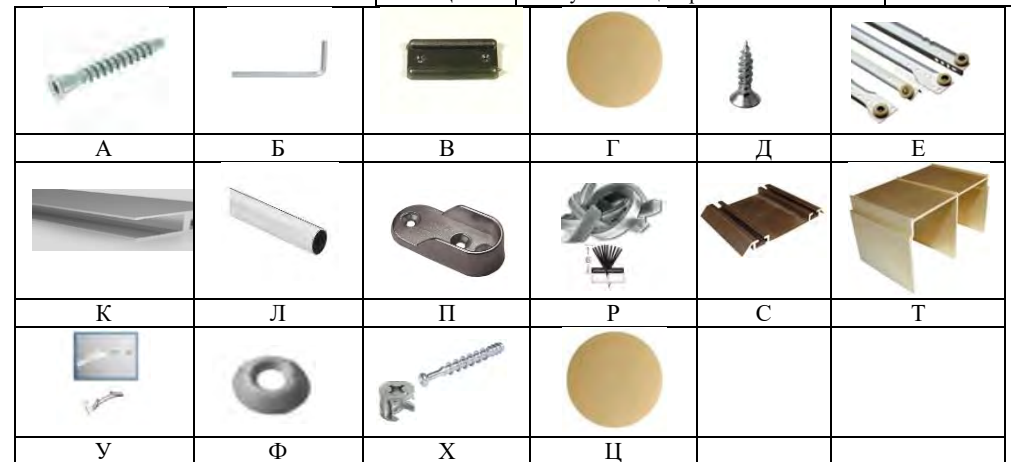 А Б В Г Д Е
К Л П Р С Т
У Ф Х Ц